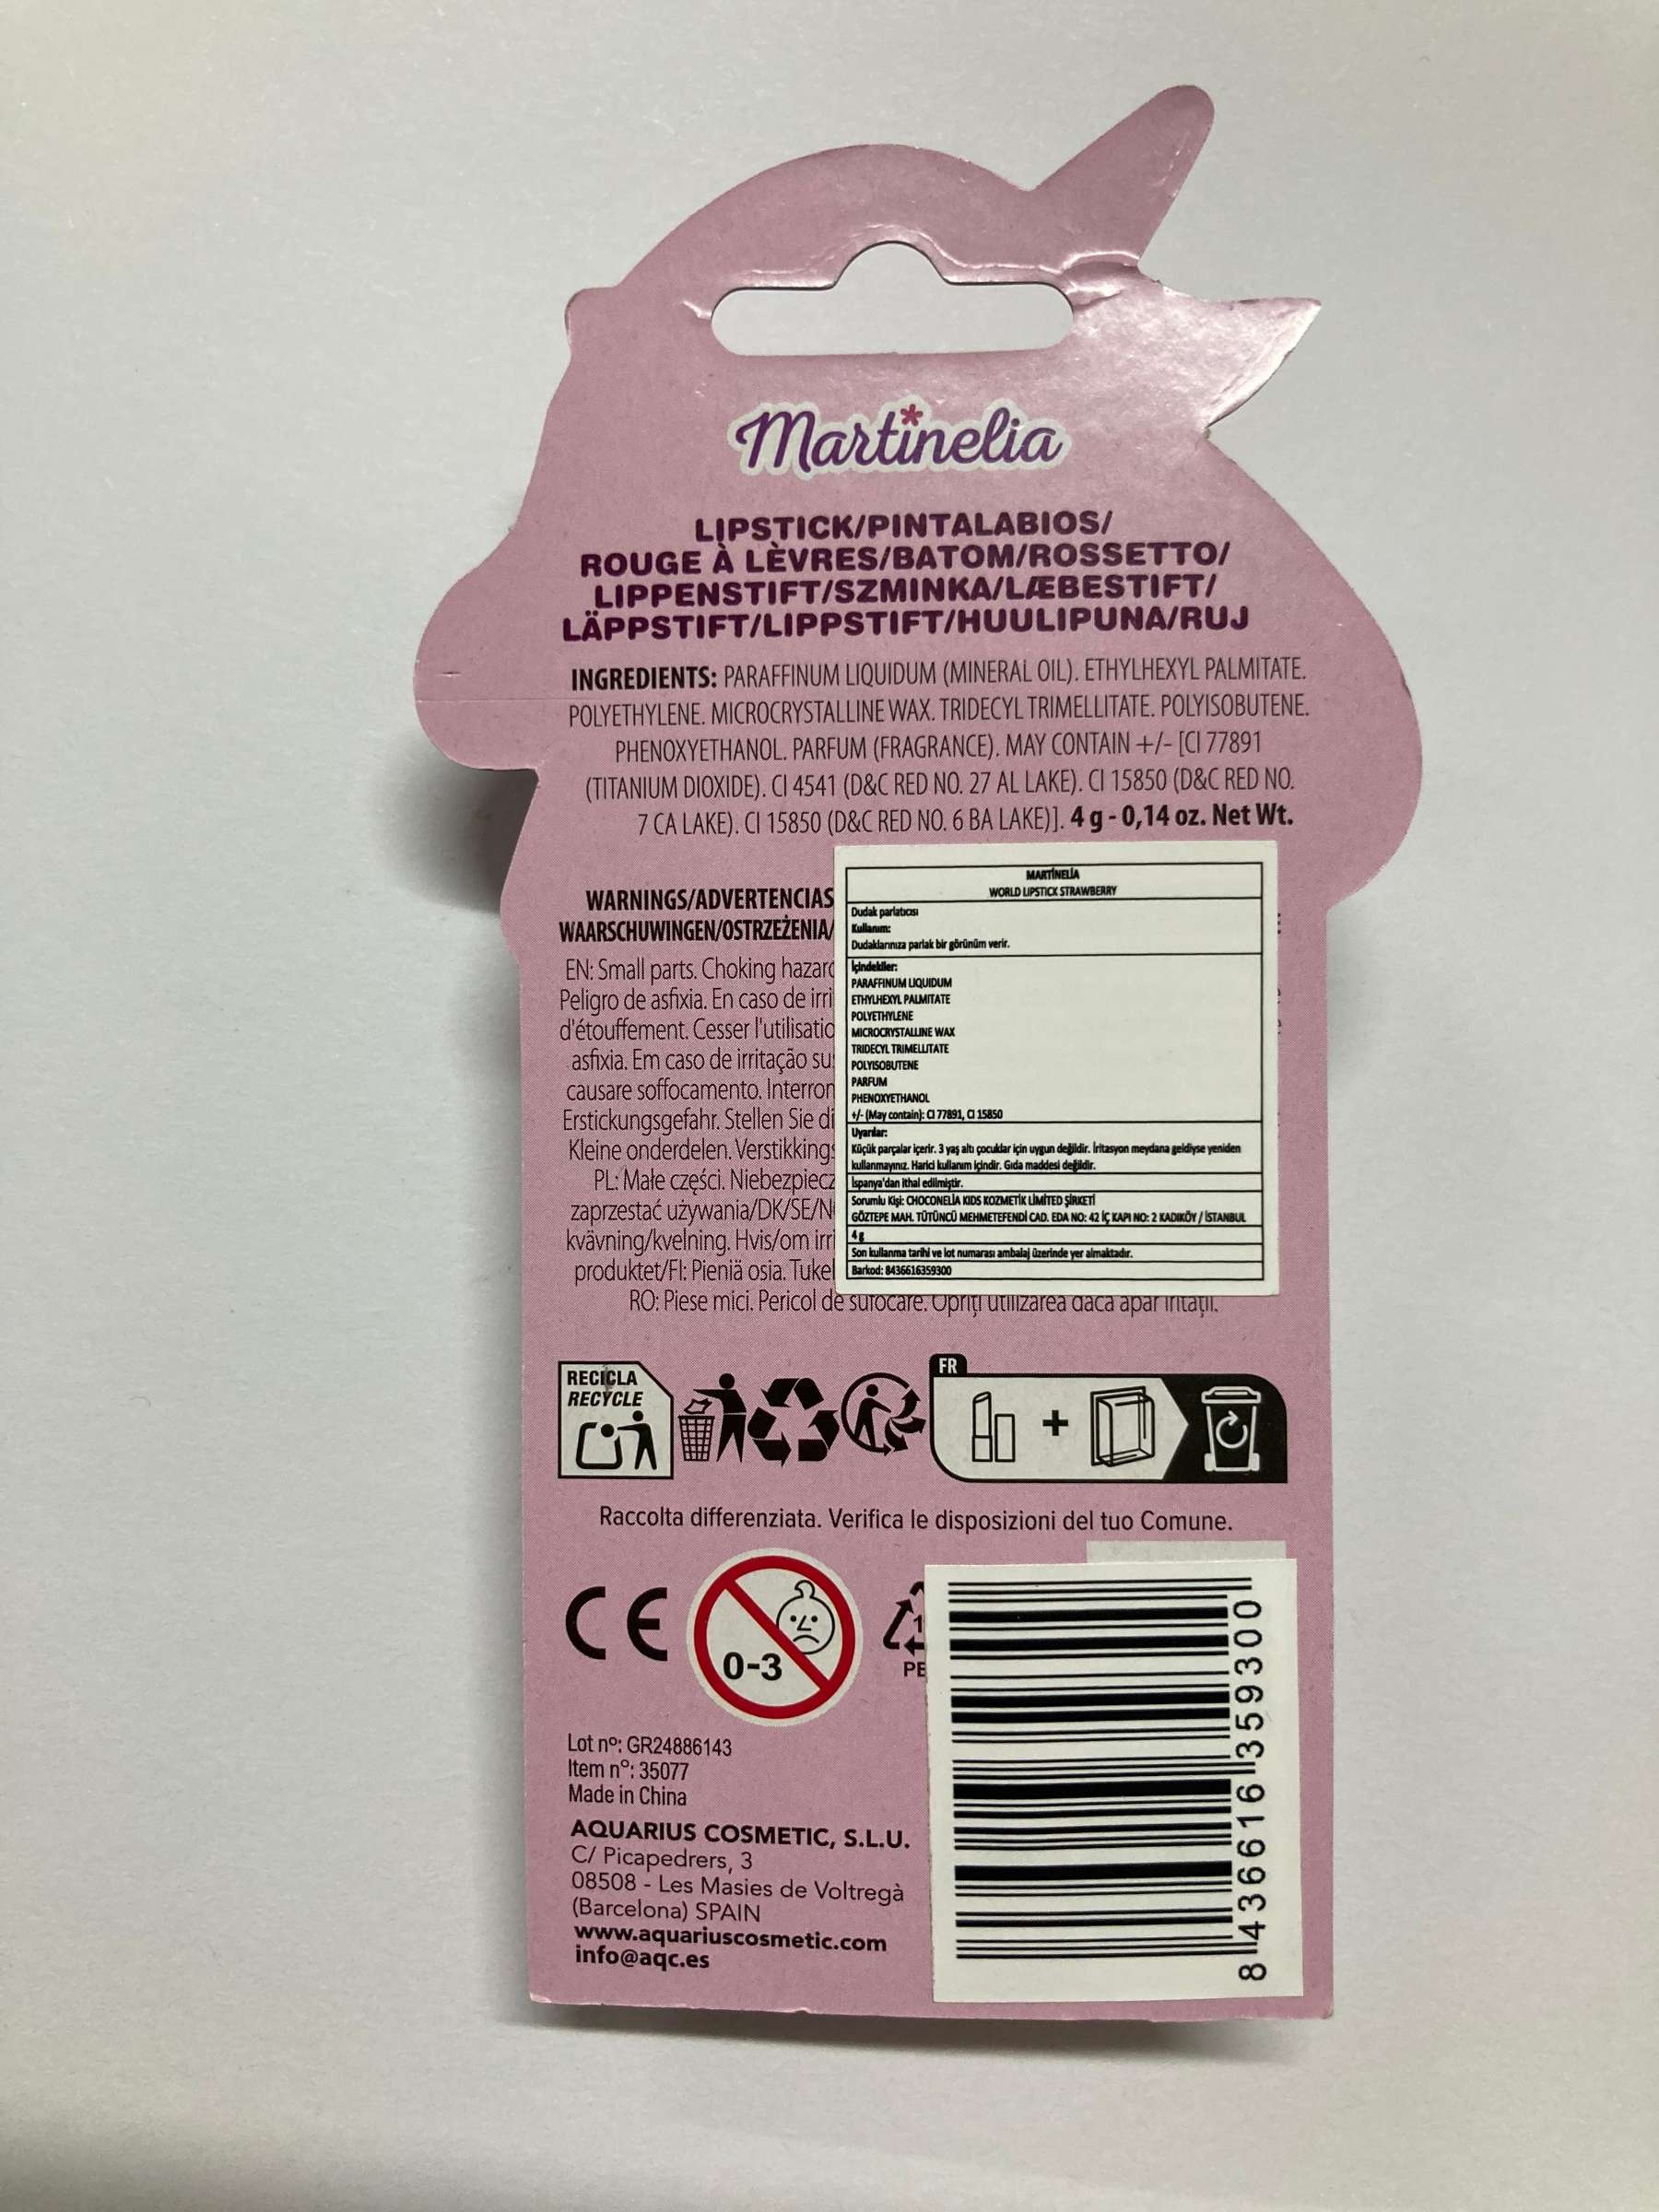 Martinelia
LIPSTICK/PINTALABIOS/
ROUGE À LÈVRES/BATOM/ROSSETTO/
LIPPENSTIFT/SZMINKA/LÆBESTIFT/
LÄPPSTIFT/LIPPSTIFT/HUULIPUNA/RUJ
INGREDIENTS: PARAFFINUM LIQUIDUM (MINERAL OIL). ETHYLHEXYL PALMITATE.
POLYETHYLENE. MICROCRYSTALLINE WAX. TRIDECYL TRIMELLITATE. POLYISOBUTENE.
PHENOXYETHANOL. PARFUM (FRAGRANCE). MAY CONTAIN +/- [CI 77891
(TITANIUM DIOXIDE). CI 4541 (D&C RED NO. 27 AL LAKE). CI 15850 (D&C RED NO.
7 CA LAKE). CI 15850 (D&C RED NO. 6 BA LAKE)]. 4 g - 0,14 oz. Net Wt.
WARNINGS/ADVERTENCIAS
WAARSCHUWINGEN/OSTRZEŻENIA/
EN: Small parts. Choking
Peligro de asfixia. En caso de
d'étouffement. Cesser
asfixia. Em caso de irritação
causare soffocamento.
Erstickungsgefahr. Stellen Sie
Kleine onderdelen.
PL: Małe części.
zaprzestać używania/DK/SE/
kvävning/kvelning. Hvis/om
produktet/FI: Pieniä osia.
RO: Piese mici. Pericol de sufocare. Opriți utilizarea dacă apar iritații.
MARTİNELİA
WORLD LIPSTICK STRAWBERRY
Dudak parlatıcısı
Kullanım:
Dudaklarınıza parlak bir görünüm verir.
İçindekiler:
PARAFFINUM LIQUIDUM
ETHYLHEXYL PALMITATE
POLYETHYLENE
MICROCRYSTALLINE WAX
TRIDECYL TRIMELLITATE
POLYISOBUTENE
PARFUM
PHENOXYETHANOL
+/- (May contain): CI 77891, CI 15850
Uyarılar:
Küçük parçalar içerir. 3 yaş altı çocuklar için uygun değildir. İritasyon meydana geldiyse yeniden
kullanmayınız. Harici kullanım içindir. Gıda maddesi değildir.
İspanya'dan ithal edilmiştir.
Sorumlu Kişi: CHOCONELİA KIDS KOZMETİK LİMİTED ŞİRKETİ
GÖZTEPE MAH. TÜTÜNCÜ MEHMETEFENDİ CAD. EDA NO: 42 İÇ KAPI NO: 2 KADIKÖY / İSTANBUL
4 g
Son kullanma tarihi ve lot numarası ambalaj üzerinde yer almaktadır.
Barkod: 8436616359300
RECICLA
RECYCLE
FR
+
Raccolta differenziata. Verifica le disposizioni del tuo Comune.
CE
0-3
1
PE
Lot nº: GR24886143
Item nº: 35077
Made in China
AQUARIUS COSMETIC, S.L.U.
C/ Picapedrers, 3
08508 - Les Masies de Voltregà
(Barcelona) SPAIN
www.aquariuscosmetic.com
info@aqc.es
8 436616 359300